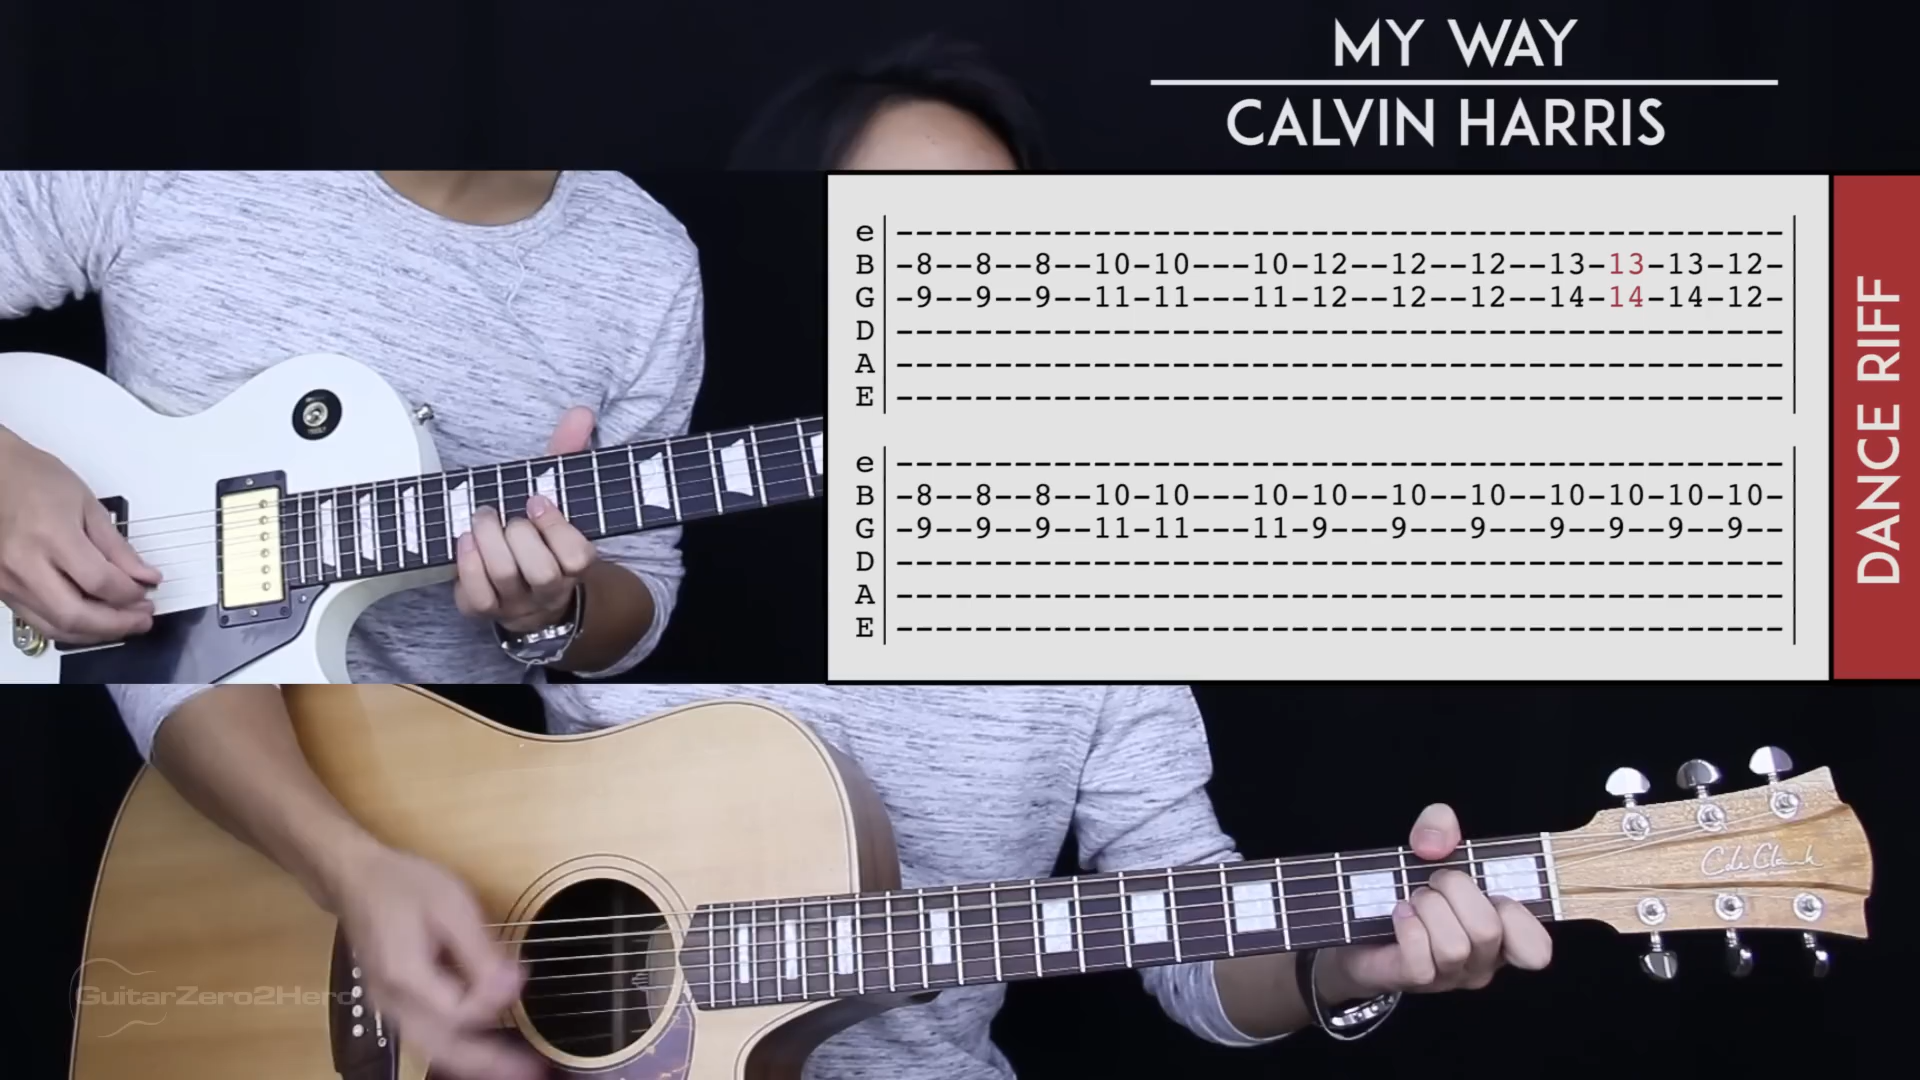 MY WAY
CALVIN HARRIS
e|------------------------------------------------------|
B|-8--8--8--10-10---10-12--12--12--13-13-13-12-|
G|-9--9--9--11-11---11-12--12--12--14-14-14-12-|
D|------------------------------------------------------|
A|------------------------------------------------------|
E|------------------------------------------------------|
e|------------------------------------------------------|
B|-8--8--8--10-10---10-10--10--10--10-10-10-10-|
G|-9--9--9--11-11---11-9---9---9---9--9--9--9--|
D|------------------------------------------------------|
A|------------------------------------------------------|
E|------------------------------------------------------|
DANCE RIFF
Cole Clark
GuitarZero2Hero